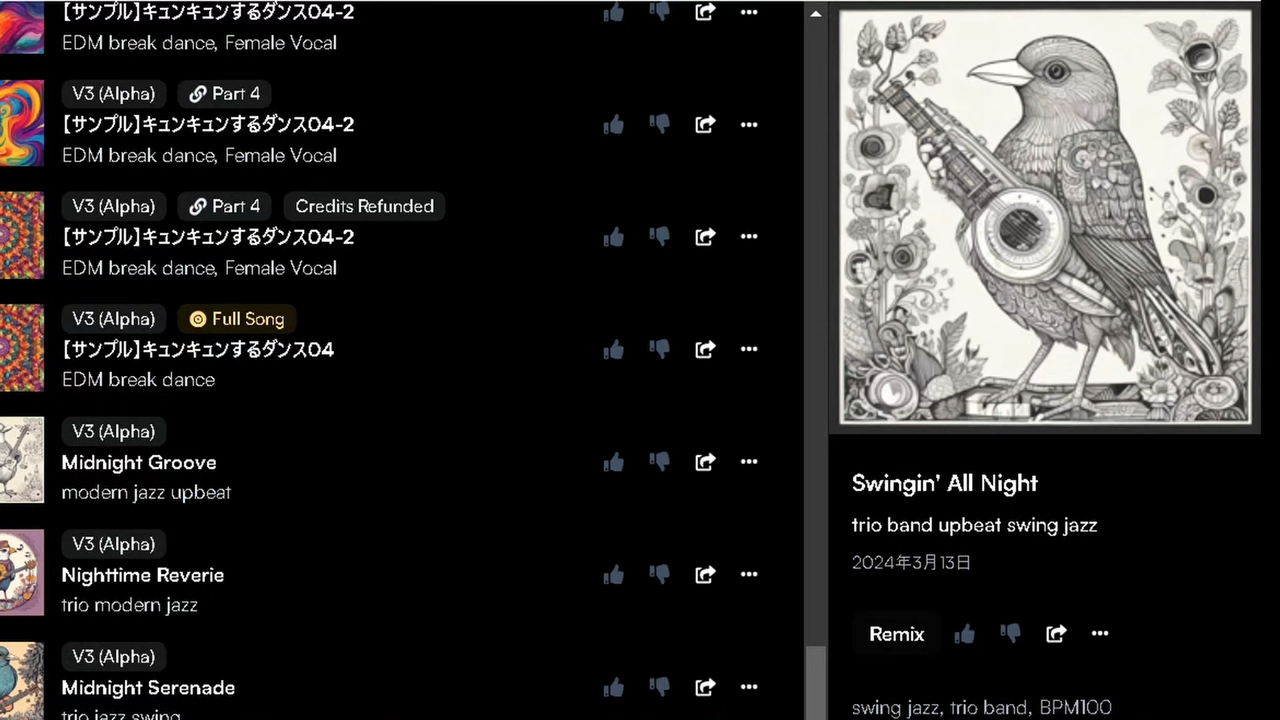 【サンプル】キュンキュンするダンス04-2
EDM break dance, Female Vocal
V3 (Alpha) Part 4
【サンプル】キュンキュンするダンス04-2
EDM break dance, Female Vocal
V3 (Alpha) Part 4 Credits Refunded
【サンプル】キュンキュンするダンス04-2
EDM break dance, Female Vocal
V3 (Alpha) Full Song
【サンプル】キュンキュンするダンス04
EDM break dance
V3 (Alpha)
Midnight Groove
modern jazz upbeat
V3 (Alpha)
Nighttime Reverie
trio modern jazz
V3 (Alpha)
Midnight Serenade
trio jazz swing
Swingin' All Night
trio band upbeat swing jazz
2024年3月13日
Remix
swing jazz, trio band, BPM100